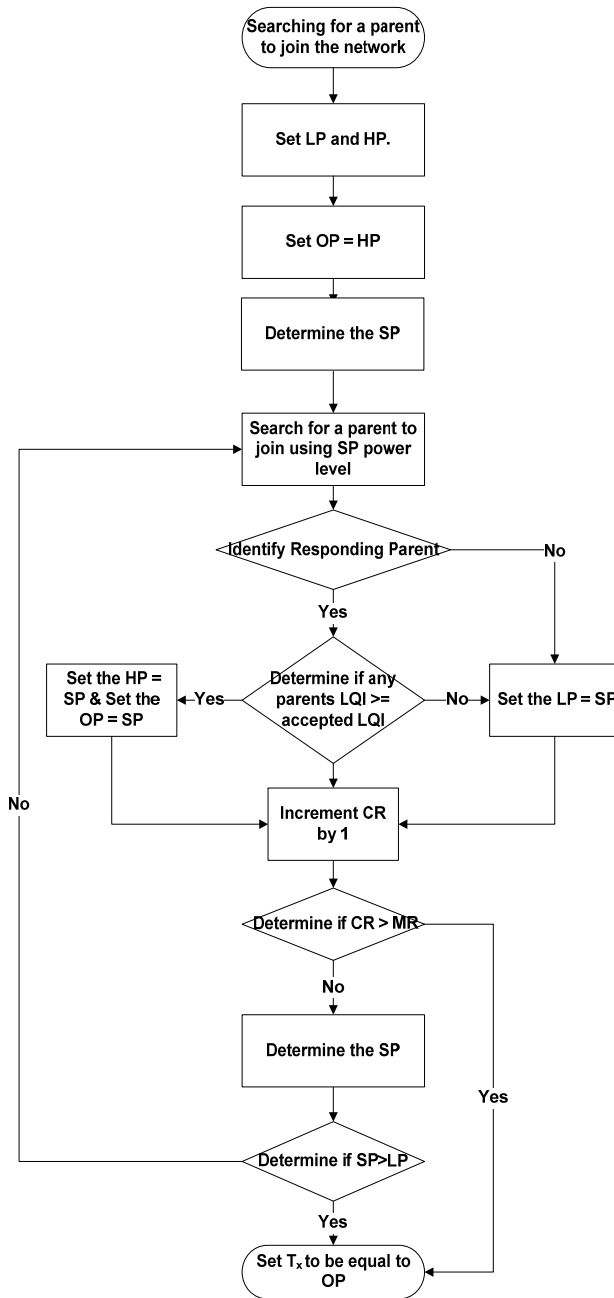 Searching for a parent
to join the network
Set LP and HP.
Set OP = HP
Determine the SP
Search for a parent to
join using SP power
level
Identify Responding Parent
No
Yes
Set the HP =
SP & Set the
OP = SP
Yes
Determine if any
parents LQI >=
accepted LQI
No
Set the LP = SP
No
Increment CR
by 1
Determine if CR > MR
No
Determine the SP
Yes
Determine if SP>LP
Yes
Set Tx to be equal to
OP